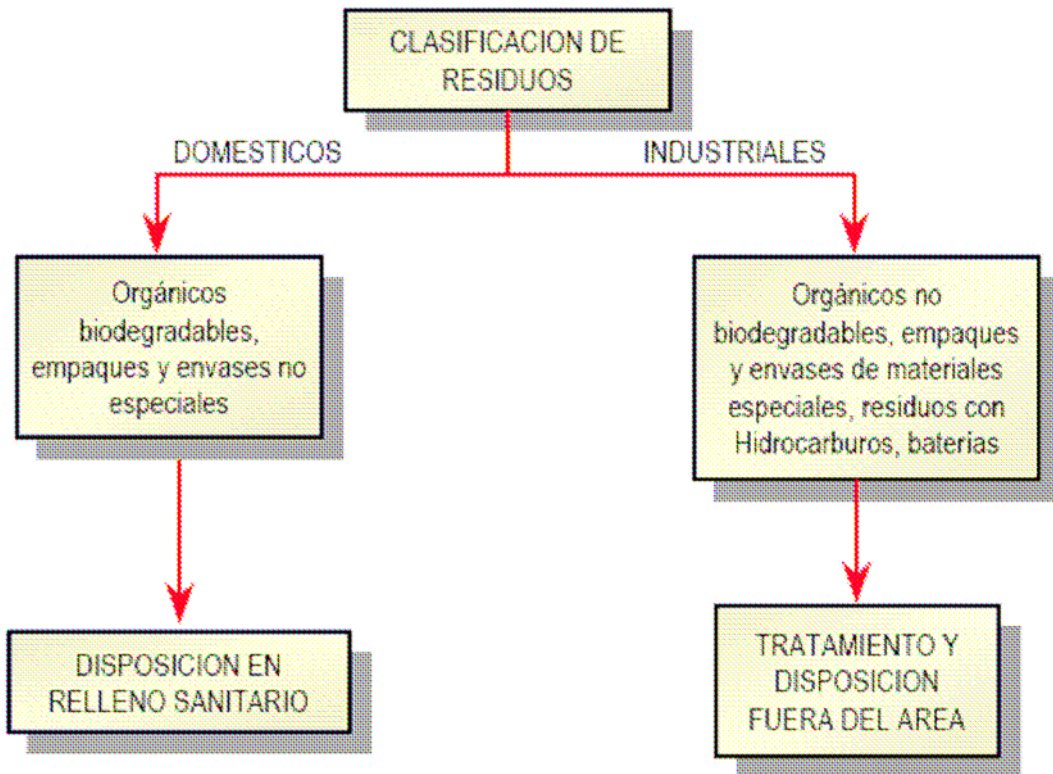 CLASIFICACION DE
RESIDUOS
DOMESTICOS
INDUSTRIALES
Orgánicos
biodegradables,
empaques y envases no
especiales
Orgánicos no
biodegradables, empaques
y envases de materiales
especiales, residuos con
Hidrocarburos, baterias
DISPOSICION EN
RELLENO SANITARIO
TRATAMIENTO Y
DISPOSICION
FUERA DEL AREA